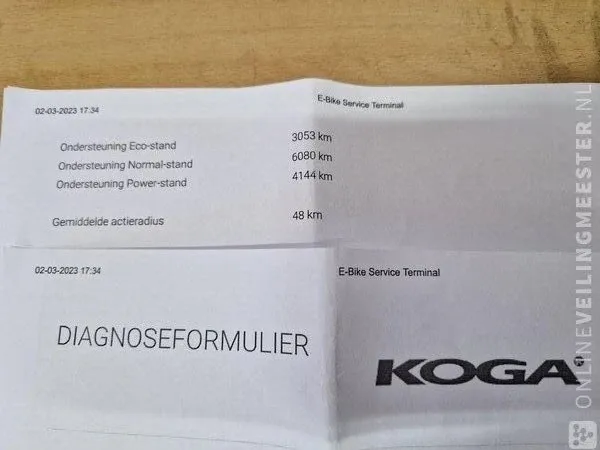 02-03-2023 17:34 E-Bike Service Terminal
Ondersteuning Eco-stand 3053 km
Ondersteuning Normal-stand 6080 km
Ondersteuning Power-stand 4144 km
Gemiddelde actieradius 48 km
02-03-2023 17:34 E-Bike Service Terminal
DIAGNOSEFORMULIER
KOGA®
ONLINEVEILINGMEESTER.NL